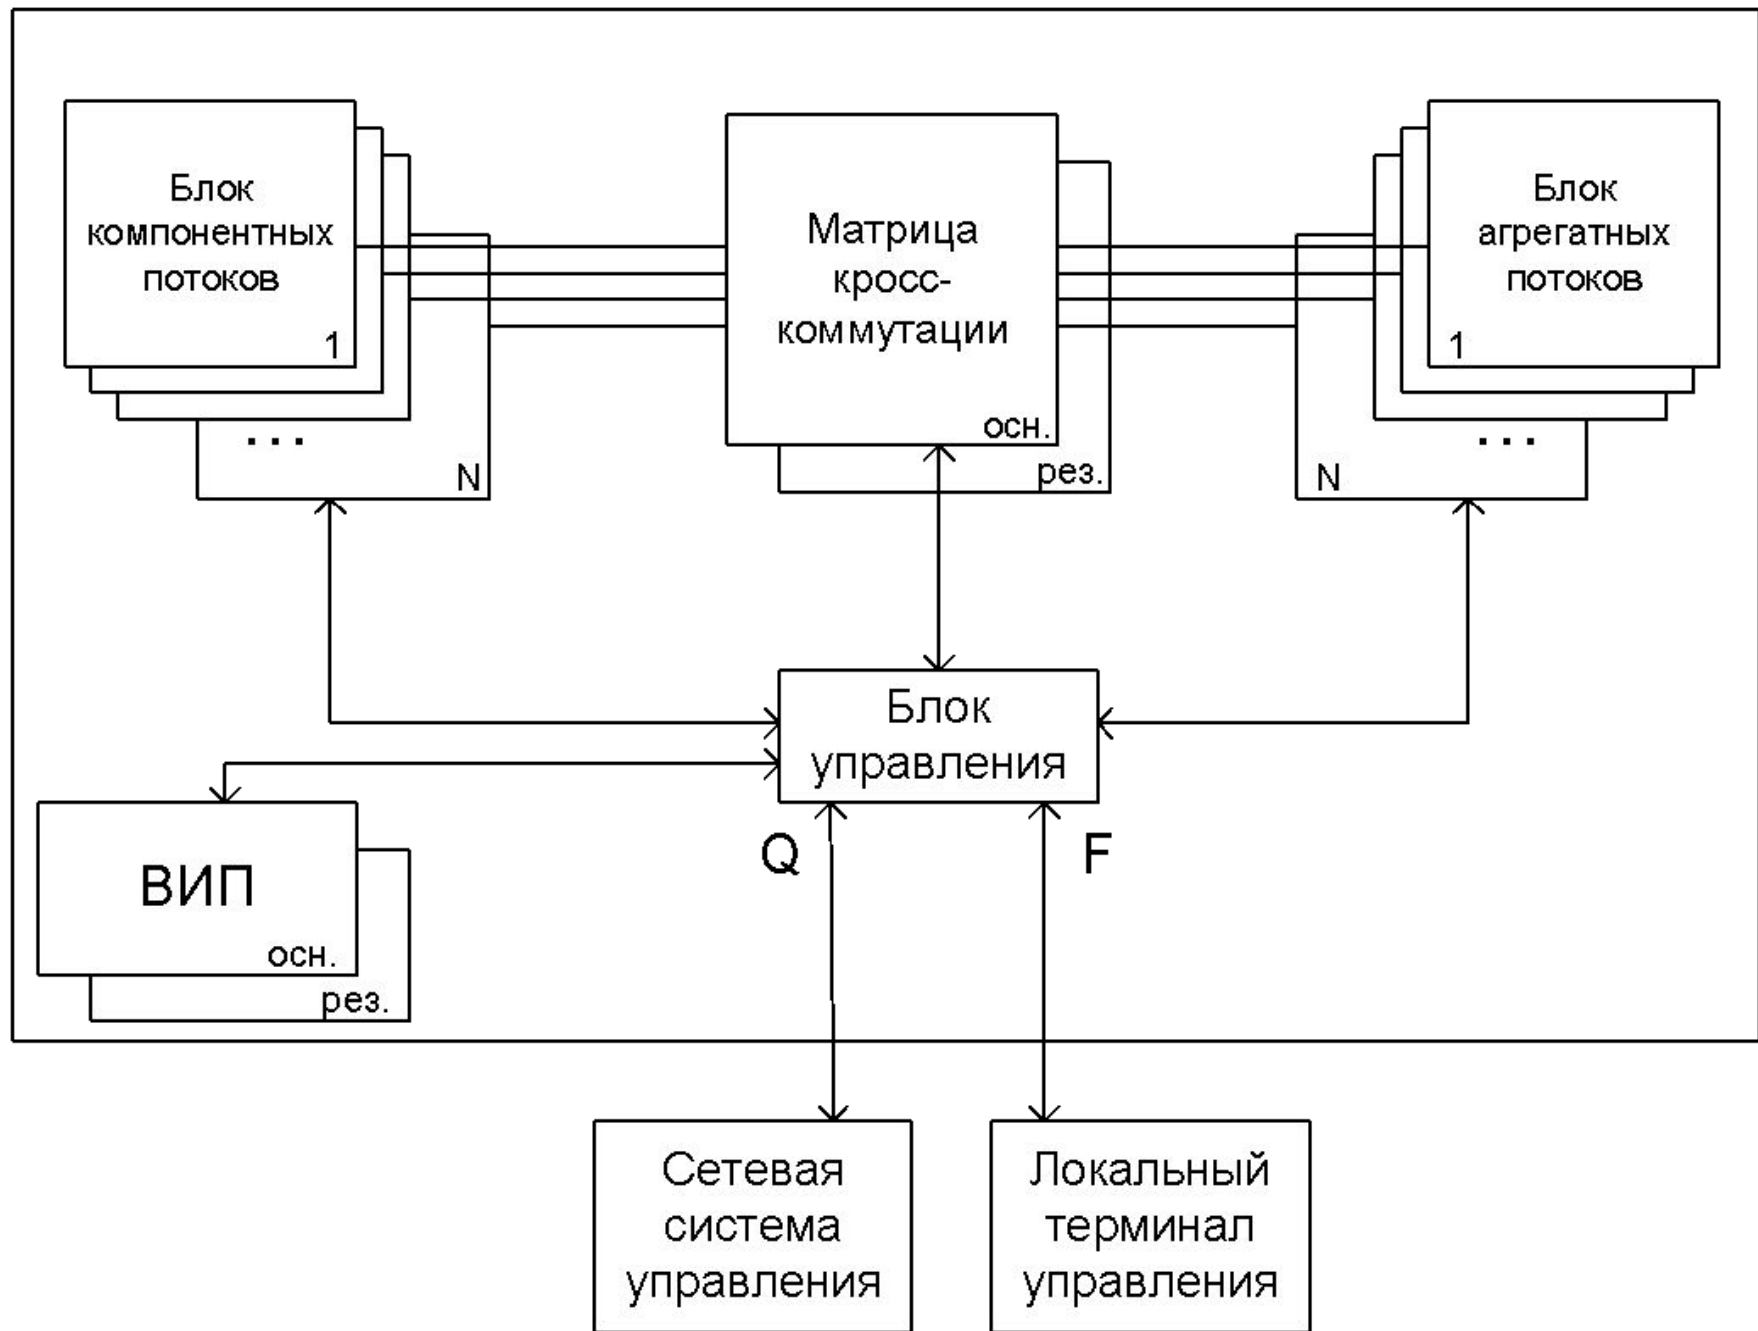 Блок
компонентных
потоков
1
...
N
Матрица
кросс-
коммутации
осн.
рез.
Блок
агрегатных
потоков
1
...
N
Блок
управления
ВИП
осн.
рез.
Q
F
Сетевая
система
управления
Локальный
терминал
управления